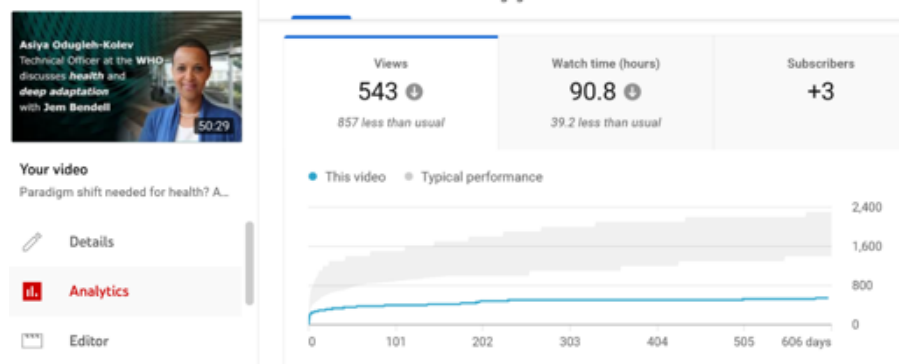 Asiya Odugleh-Kolev
Technical Officer at the WHO
discusses health and
deep adaptation
with Jem Bendell
50:29
Your video
Paradigm shift needed for health? A...
Details
Analytics
Editor
Views
543
857 less than usual
Watch time (hours)
90.8
39.2 less than usual
Subscribers
+3
This video
Typical performance
2,400
1,600
800
0
0 101 202 303 404 505 606 days